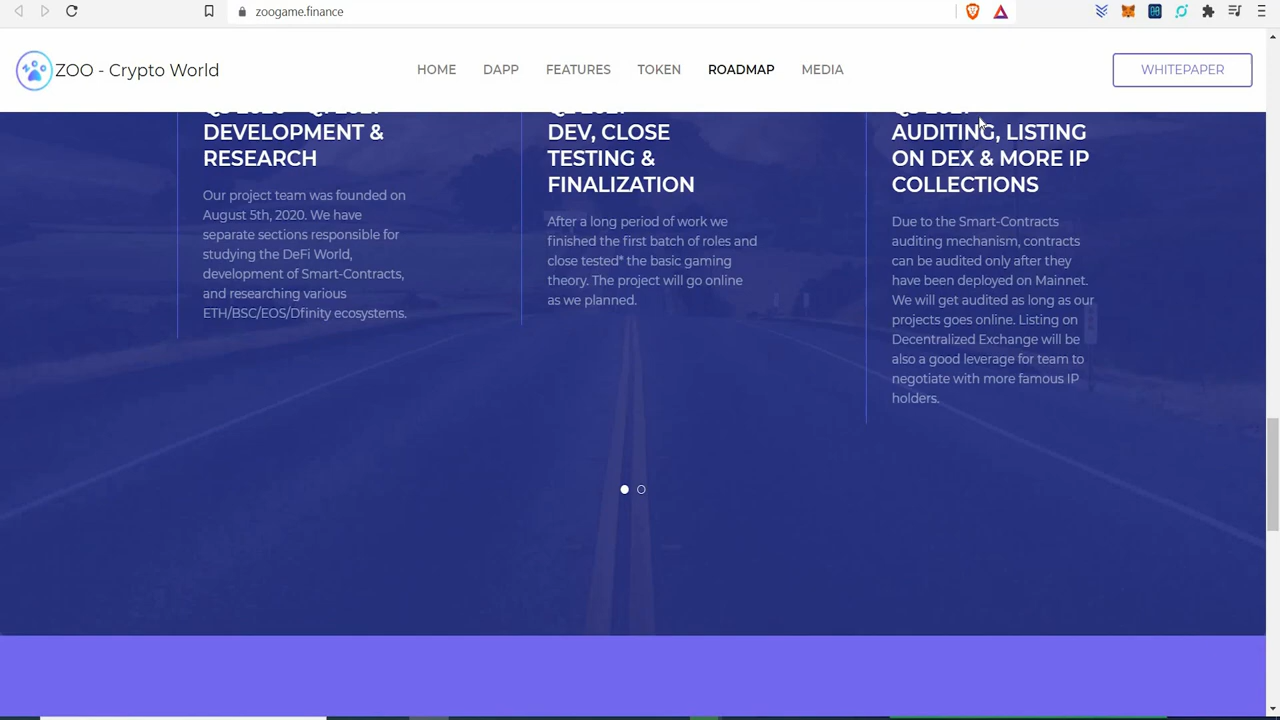 zoogame.finance
ZOO - Crypto World
HOME
DAPP
FEATURES
TOKEN
ROADMAP
MEDIA
WHITEPAPER
DEVELOPMENT &
RESEARCH
Our project team was founded on
August 5th, 2020. We have
separate sections responsible for
studying the DeFi World,
development of Smart-Contracts,
and researching various
ETH/BSC/EOS/Dfinity ecosystems.
DEV, CLOSE
TESTING &
FINALIZATION
After a long period of work we
finished the first batch of roles and
close tested* the basic gaming
theory. The project will go online
as we planned.
AUDITING, LISTING
ON DEX & MORE IP
COLLECTIONS
Due to the Smart-Contracts
auditing mechanism, contracts
can be audited only after they
have been deployed on Mainnet.
We will get audited as long as our
projects goes online. Listing on
Decentralized Exchange will be
also a good leverage for team to
negotiate with more famous IP
holders.